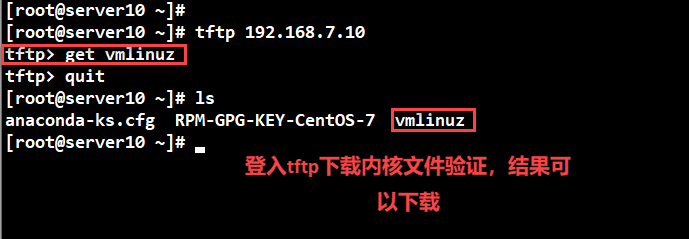 [root@server10 ~]#
[root@server10 ~]# tftp 192.168.7.10
tftp> get vmlinuz
tftp> quit
[root@server10 ~]# ls
anaconda-ks.cfg  RPM-GPG-KEY-CentOS-7  vmlinuz
[root@server10 ~]#
登入tftp下载内核文件验证，结果可
以下载